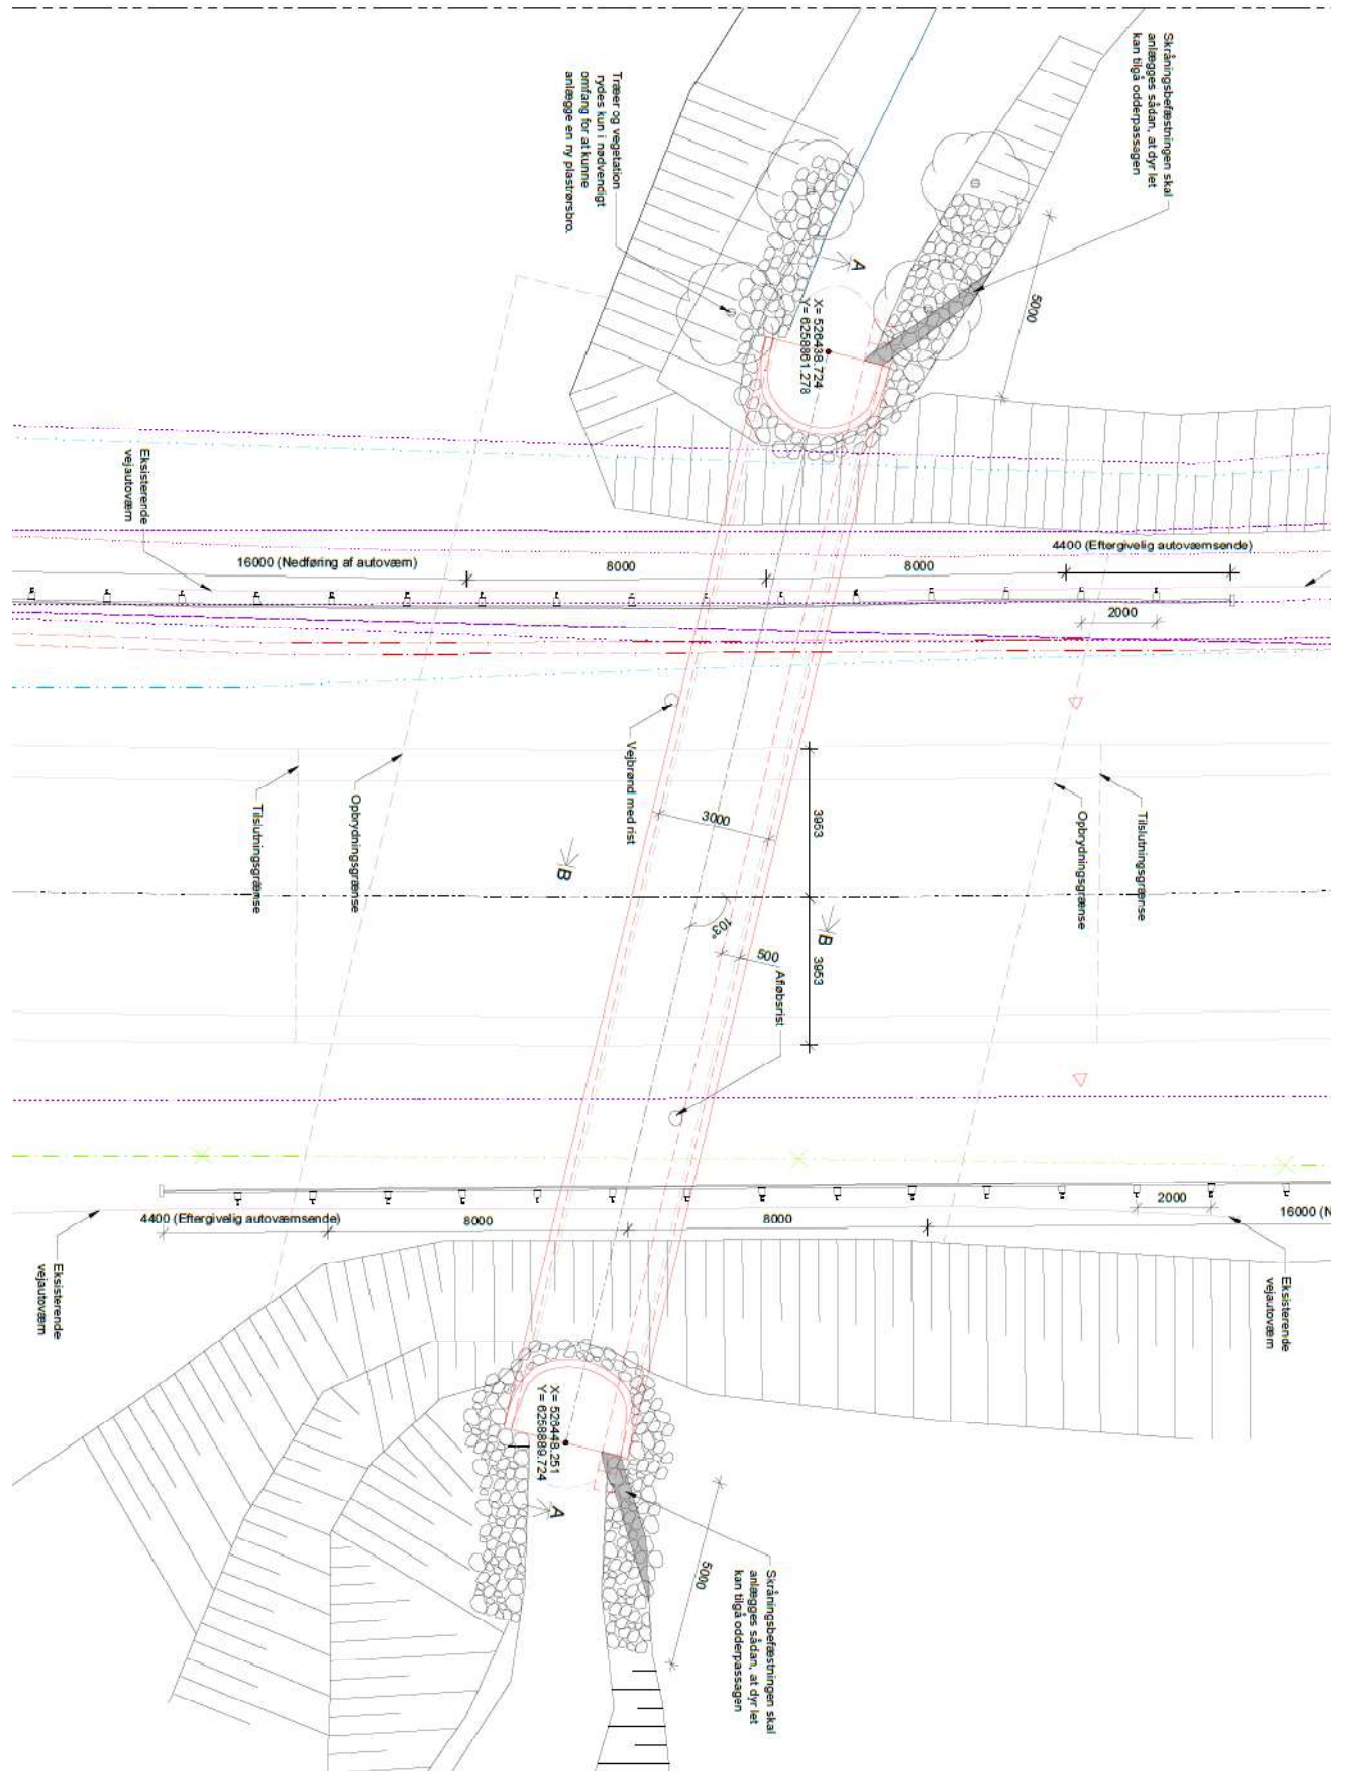 Skråningsbefæstningen skal
anlægges sådan, at dyr let
kan tilgå odderpassagen
Træer og vegetation
rydes kun i nødvendigt
omfang for at kunne
anlægge en ny plastrørsbro.
A
5000
X= 526438.724
Y= 6258861.278
Eksisterende
vejautoværn
16000 (Nedføring af autoværn)
8000
8000
4400 (Eftergivelig autoværnsende)
2000
Vejbrønd med rist
Opbrydningsgrænse
Tilslutningsgrænse
3000
3953
Tilslutningsgrænse
Opbrydningsgrænse
B
103°
B
500
3953
Afløbsrist
4400 (Eftergivelig autoværnsende)
8000
8000
2000
16000 (N
Eksisterende
vejautoværn
Eksisterende
vejautoværn
X= 526448.251
Y= 6258889.724
A
5000
Skråningsbefæstningen skal
anlægges sådan, at dyr let
kan tilgå odderpassagen